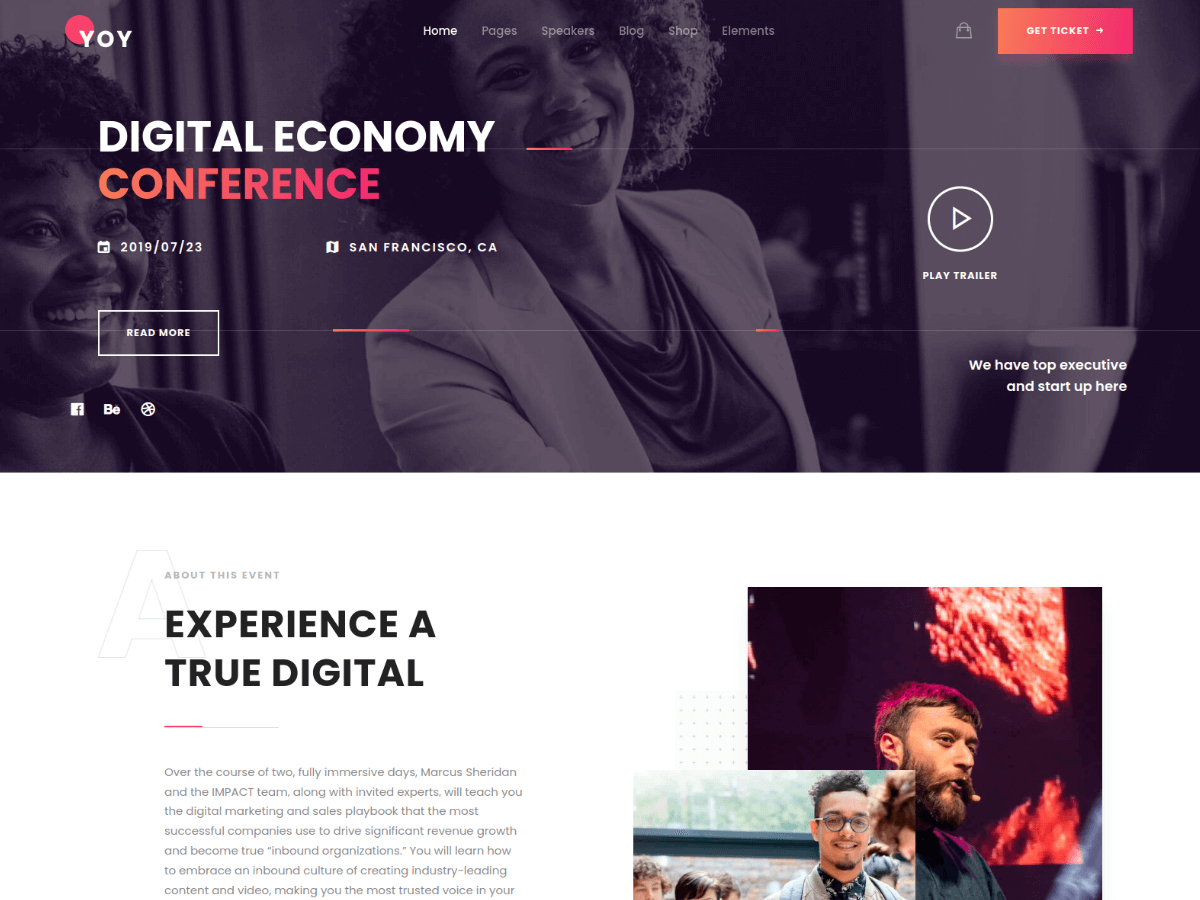 YOY
Home Pages Speakers Blog Shop Elements
GET TICKET →
DIGITAL ECONOMY
CONFERENCE
2019/07/23
SAN FRANCISCO, CA
PLAY TRAILER
READ MORE
We have top executive
and start up here
Bē
A
ABOUT THIS EVENT
EXPERIENCE A
TRUE DIGITAL
Over the course of two, fully immersive days, Marcus Sheridan
and the IMPACT team, along with invited experts, will teach you
the digital marketing and sales playbook that the most
successful companies use to drive significant revenue growth
and become true “inbound organizations.” You will learn how
to embrace an inbound culture of creating industry-leading
content and video, making you the most trusted voice in your